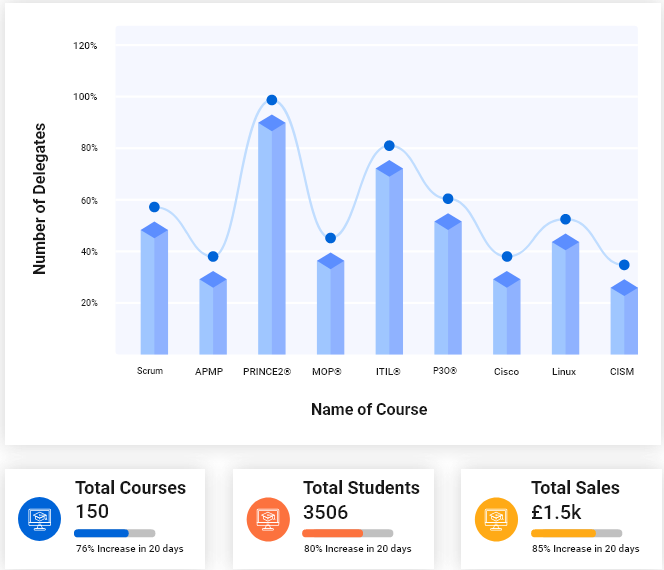 120%
100%
80%
60%
40%
20%
Number of Delegates
Scrum APMP PRINCE2® MOP® ITIL® P3O® Cisco Linux CISM
Name of Course
Total Courses
150
76% Increase in 20 days
Total Students
3506
80% Increase in 20 days
Total Sales
£1.5k
85% Increase in 20 days